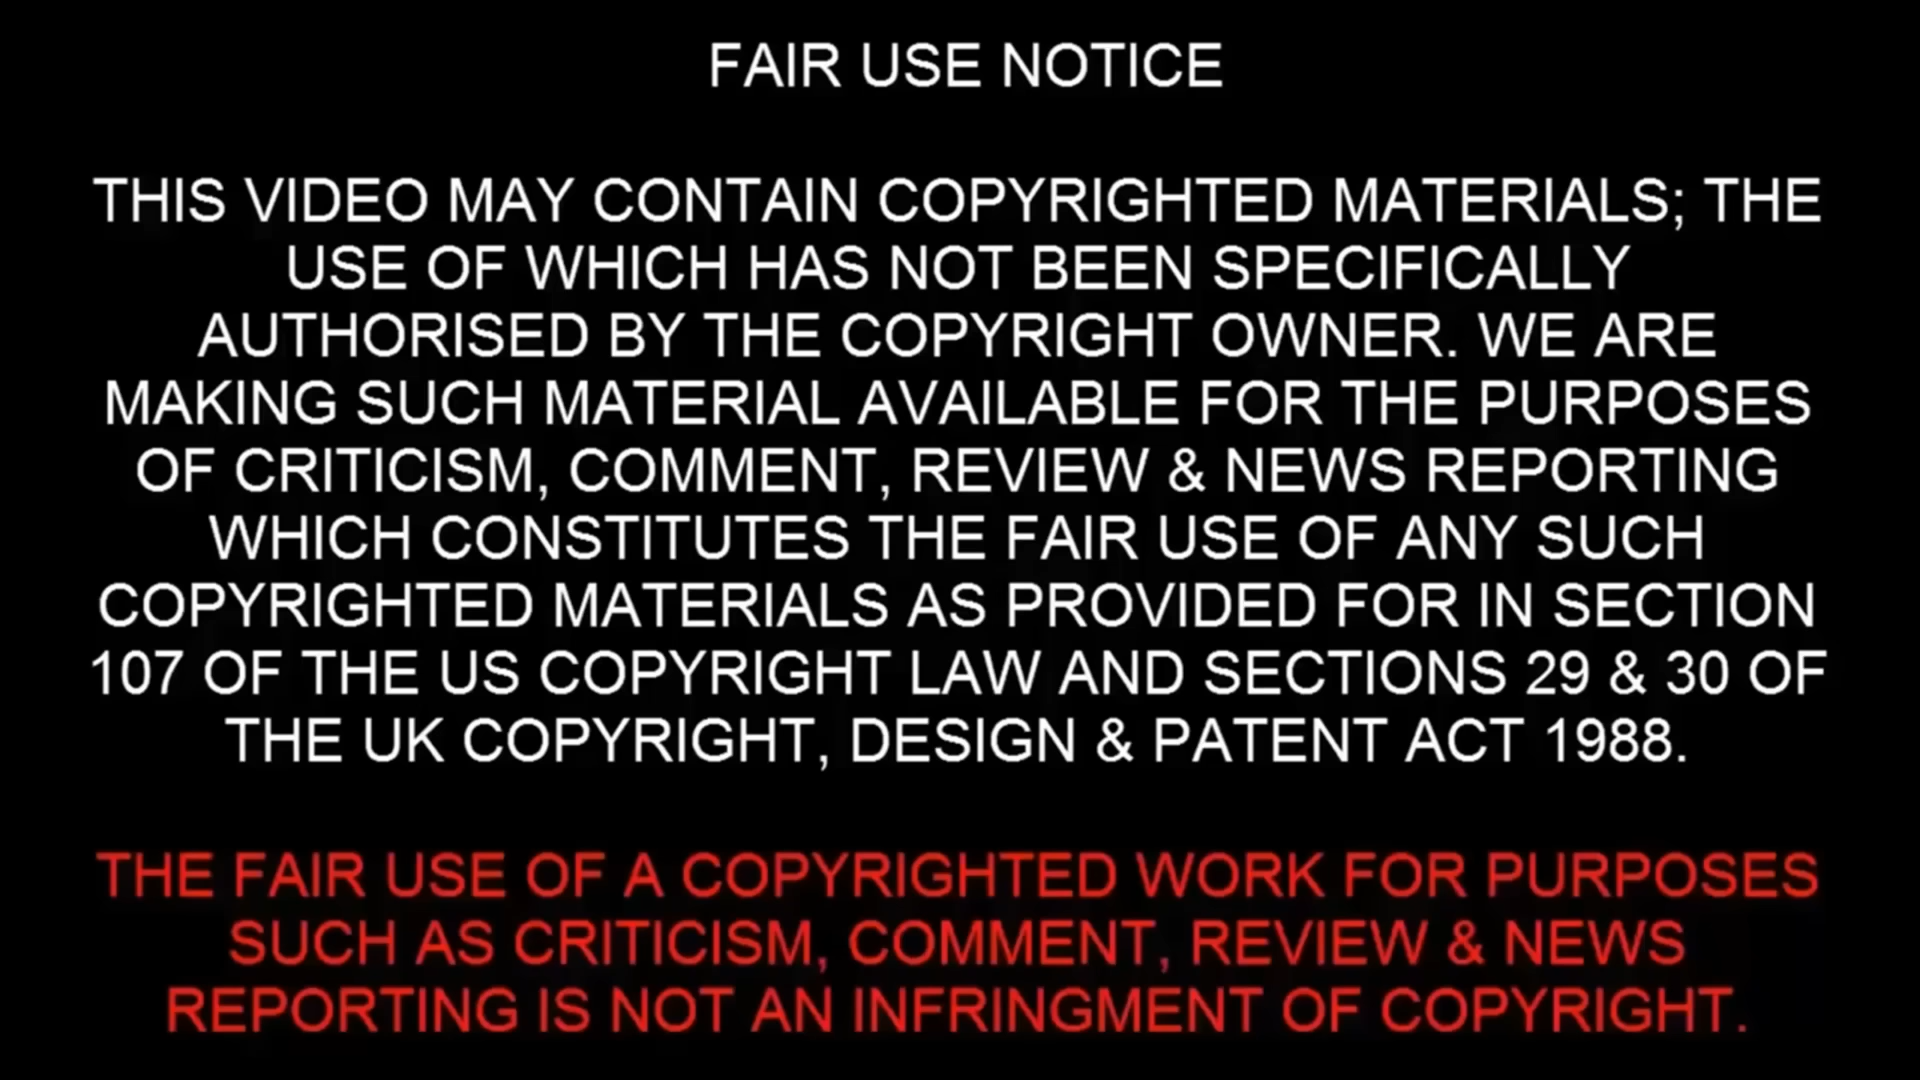 FAIR USE NOTICE
THIS VIDEO MAY CONTAIN COPYRIGHTED MATERIALS; THE
USE OF WHICH HAS NOT BEEN SPECIFICALLY
AUTHORISED BY THE COPYRIGHT OWNER. WE ARE
MAKING SUCH MATERIAL AVAILABLE FOR THE PURPOSES
OF CRITICISM, COMMENT, REVIEW & NEWS REPORTING
WHICH CONSTITUTES THE FAIR USE OF ANY SUCH
COPYRIGHTED MATERIALS AS PROVIDED FOR IN SECTION
107 OF THE US COPYRIGHT LAW AND SECTIONS 29 & 30 OF
THE UK COPYRIGHT, DESIGN & PATENT ACT 1988.
THE FAIR USE OF A COPYRIGHTED WORK FOR PURPOSES
SUCH AS CRITICISM, COMMENT, REVIEW & NEWS
REPORTING IS NOT AN INFRINGMENT OF COPYRIGHT.